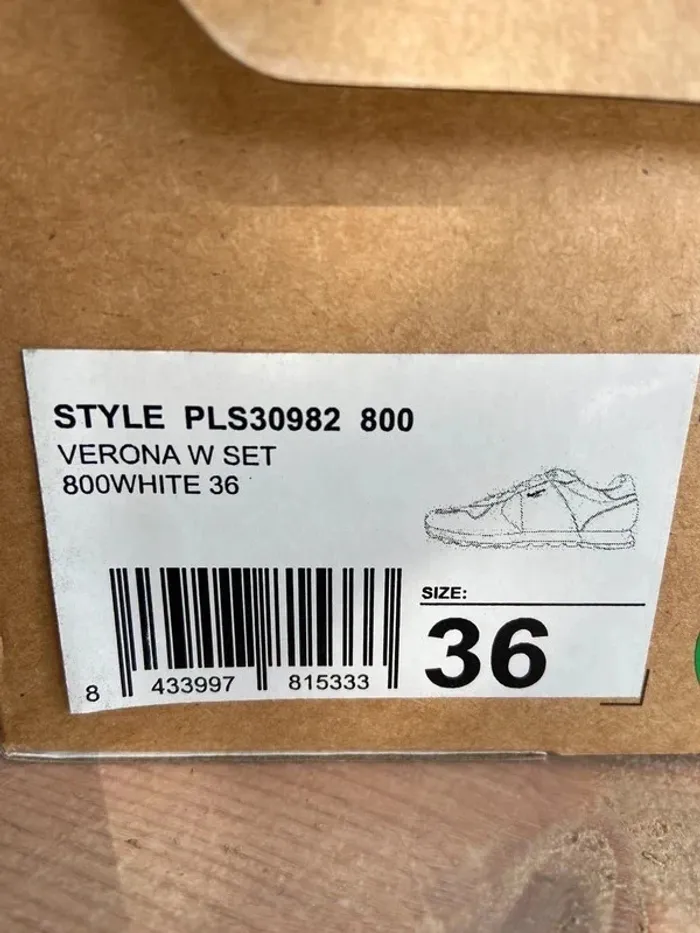 STYLE PLS30982 800
VERONA W SET
800WHITE 36
SIZE:
36
8 433997 815333